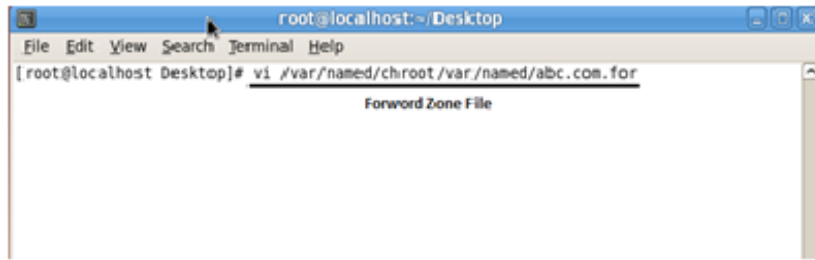 root@localhost:~/Desktop
File Edit View Search Terminal Help
[root@localhost Desktop]# vi /var/named/chroot/var/named/abc.com.for
Forword Zone File